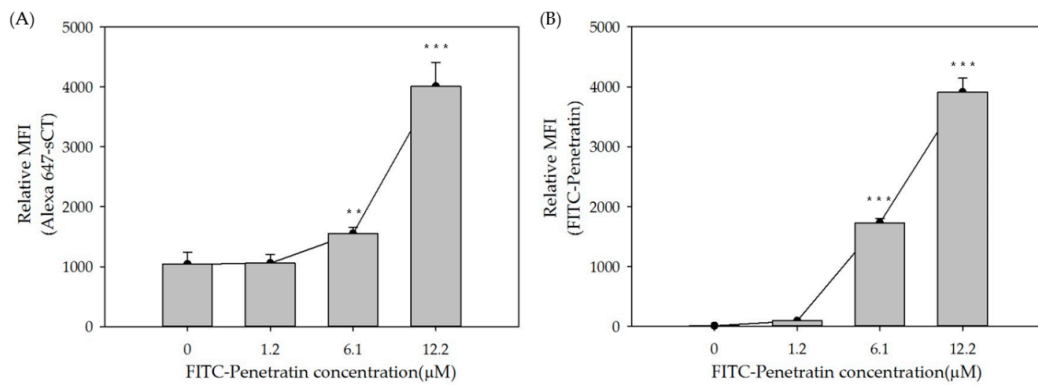 (A)
Relative MFI
(Alexa 647-sCT)
5000
4000
3000
2000
1000
0
* *
* * *
0 1.2 6.1 12.2
FITC-Penetratin concentration(μM)
(B)
Relative MFI
(FITC-Penetratin)
5000
4000
3000
2000
1000
0
* * *
* * *
0 1.2 6.1 12.2
FITC-Penetratin concentration(μM)